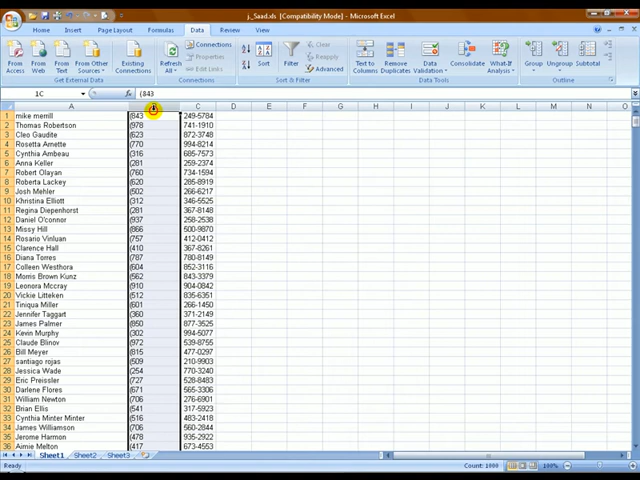 j._Saad.xls [Compatibility Mode] - Microsoft Excel
Home Insert Page Layout Formulas Data Review View
From Access From Web From Text From Other Sources Existing Connections Refresh All Connections Properties Edit Links Sort Filter Clear Reapply Advanced Text to Columns Remove Duplicates Data Validation Consolidate What-If Analysis Group Ungroup Subtotal
Get External Data Connections Sort & Filter Data Tools Outline
1C fx (843
A C D E F G H I J K L M N O
1 mike merrill (843 249-5784
2 Thomas Robertson (978 741-1910
3 Cleo Gaudite (623 872-3748
4 Rosetta Arnette (770 994-8214
5 Cynthia Ambeau (316 685-7573
6 Anna Keller (281 259-2374
7 Robert Olayan (760 734-1594
8 Roberta Lackey (620 285-8919
9 Josh Mehler (502 367-6216
10 Khristina Elliott (312 346-5525
11 Regina Diepenhorst (281 367-8148
12 Daniel O'connor (937 258-2538
13 Missy Hill (866 500-9870
14 Rosario Vinluan (757 412-0412
15 Clarence Hall (410 367-8261
16 Diana Torres (787 780-8149
17 Colleen Westhora (604 852-3116
18 Morris Brown Kunz (562 843-3379
19 Leonora Mccray (910 904-0842
20 Vickie Litteken (512 835-6351
21 Tiniqua Miller (601 266-1450
22 Jennifer Taggart (360 371-2149
23 James Palmer (850 877-3525
24 Kevin Murphy (302 994-5077
25 Claude Blinov (972 539-8755
26 Bill Meyer (815 477-0297
27 santiago rojas (509 210-9903
28 Jessica Wade (254 770-3240
29 Eric Preissler (727 528-8483
30 Darlene Flores (671 565-3306
31 William Newton (706 276-6901
32 Brian Ellis (541 317-5923
33 Cynthia Minter Minter (516 483-2418
34 James Williamson (706 560-2844
35 Jerome Harmon (478 935-2922
36 Aimie Melton (417 673-4553
Sheet1 Sheet2 Sheet3
Ready Count: 1000 100%